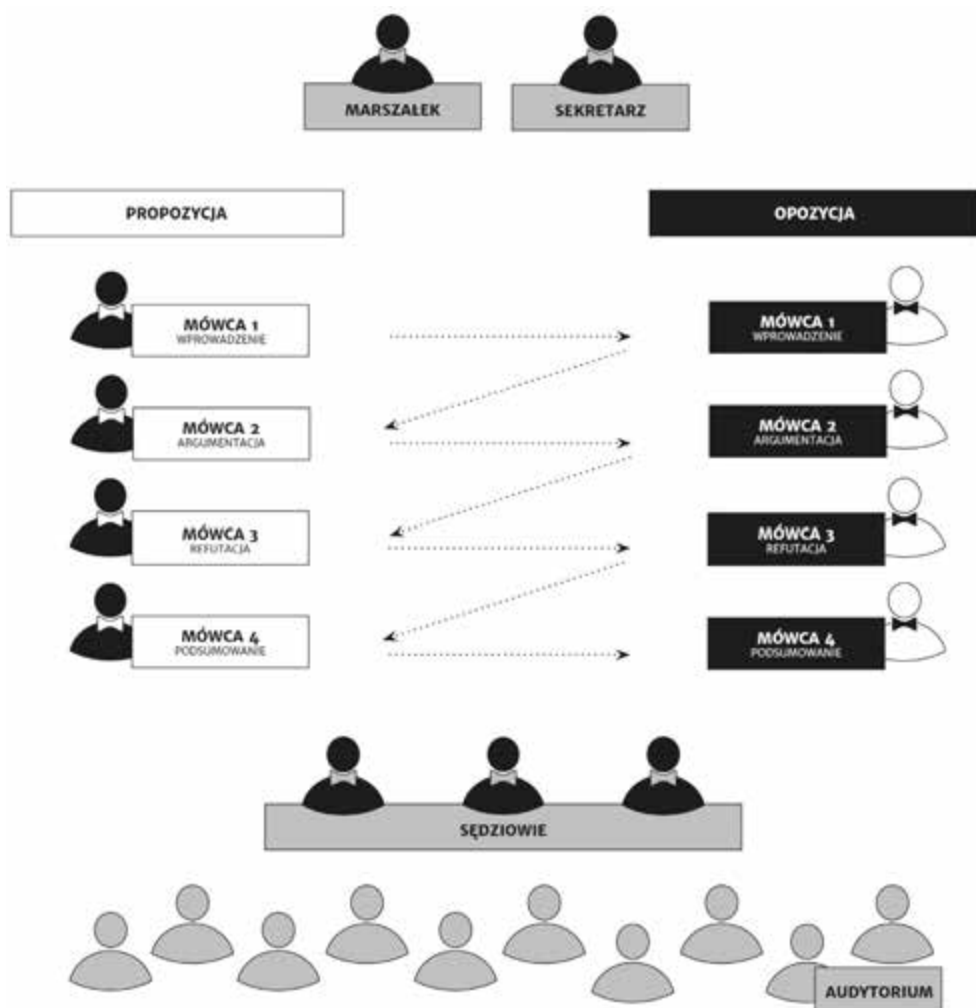 MARSZAŁEK
SEKRETARZ
PROPOZYCJA
OPOZYCJA
MÓWCA 1
WPROWADZENIE
MÓWCA 1
WPROWADZENIE
MÓWCA 2
ARGUMENTACJA
MÓWCA 2
ARGUMENTACJA
MÓWCA 3
REFUTACJA
MÓWCA 3
REFUTACJA
MÓWCA 4
PODSUMOWANIE
MÓWCA 4
PODSUMOWANIE
SĘDZIOWIE
AUDYTORIUM